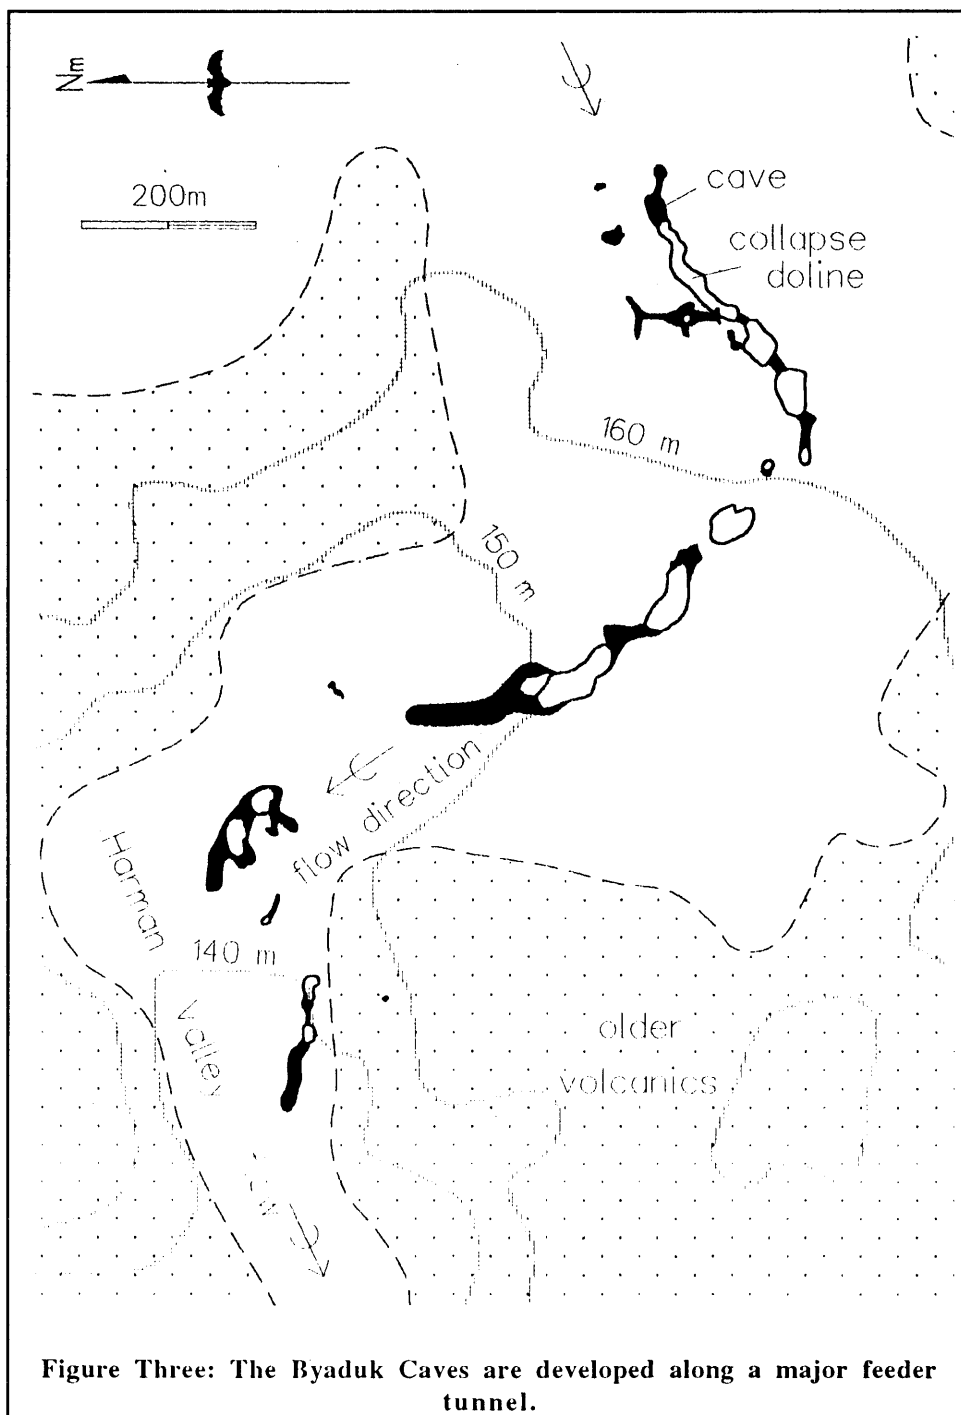 Nm
200m
cave
collapse
doline
160 m
150 m
flow direction
Harman
140 m
Valley
older
volcanics
Figure Three: The Byaduk Caves are developed along a major feeder
tunnel.